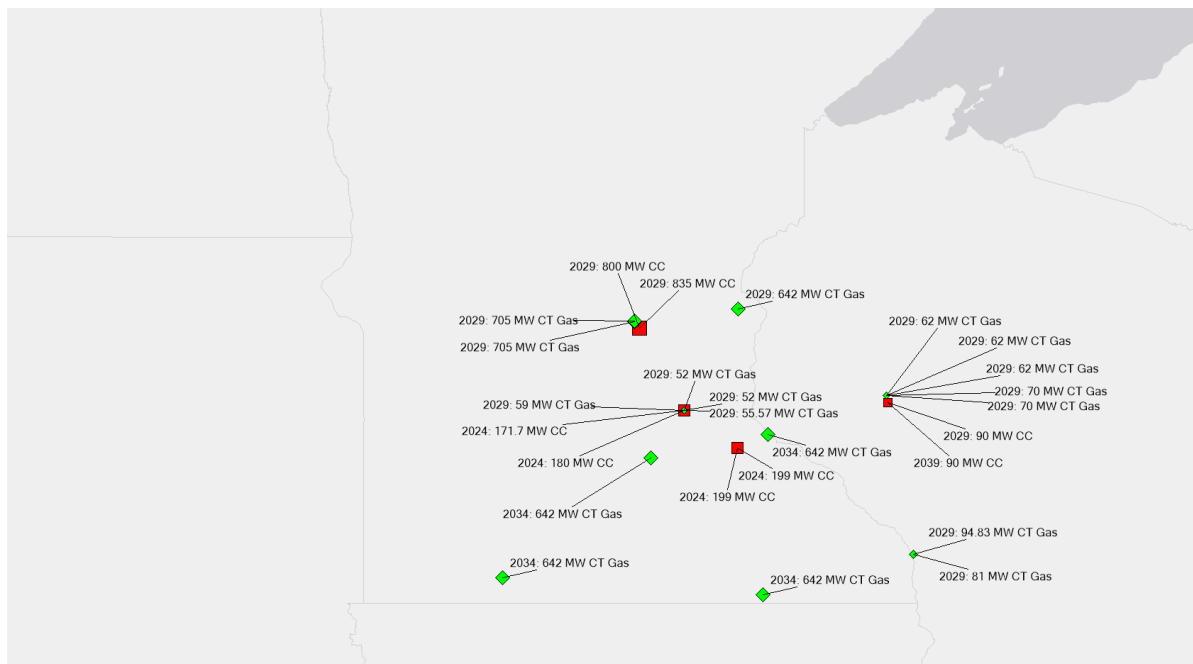 2029: 800 MW CC
2029: 835 MW CC
2029: 642 MW CT Gas
2029: 705 MW CT Gas
2029: 705 MW CT Gas
2029: 62 MW CT Gas
2029: 62 MW CT Gas
2029: 62 MW CT Gas
2029: 70 MW CT Gas
2029: 70 MW CT Gas
2029: 52 MW CT Gas
2029: 52 MW CT Gas
2029: 59 MW CT Gas
2029: 55.57 MW CT Gas
2024: 171.7 MW CC
2029: 90 MW CC
2034: 642 MW CT Gas
2024: 180 MW CC
2039: 90 MW CC
2024: 199 MW CC
2024: 199 MW CC
2034: 642 MW CT Gas
2029: 94.83 MW CT Gas
2034: 642 MW CT Gas
2029: 81 MW CT Gas
2034: 642 MW CT Gas